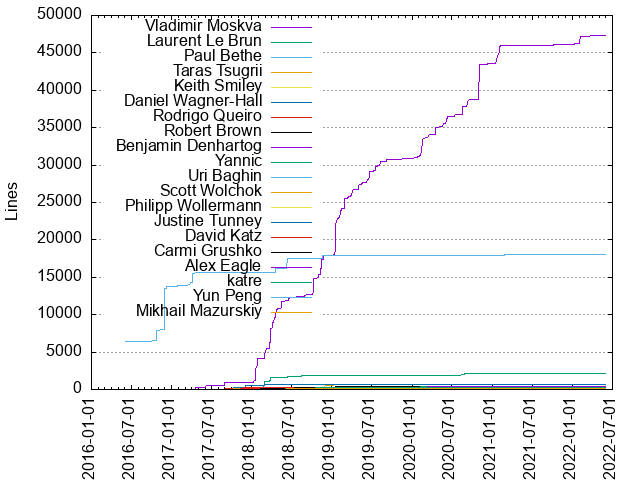 50000
45000
40000
35000
30000
25000
20000
15000
10000
5000
0
Lines
Vladimir Moskva
Laurent Le Brun
Paul Bethe
Taras Tsugrii
Keith Smiley
Daniel Wagner-Hall
Rodrigo Queiro
Robert Brown
Benjamin Denhartog
Yannic
Uri Baghin
Scott Wolchok
Philipp Wollermann
Justine Tunney
David Katz
Carmi Grushko
Alex Eagle
katre
Yun Peng
Mikhail Mazurskiy
2016-01-01
2016-07-01
2017-01-01
2017-07-01
2018-01-01
2018-07-01
2019-01-01
2019-07-01
2020-01-01
2020-07-01
2021-01-01
2021-07-01
2022-01-01
2022-07-01